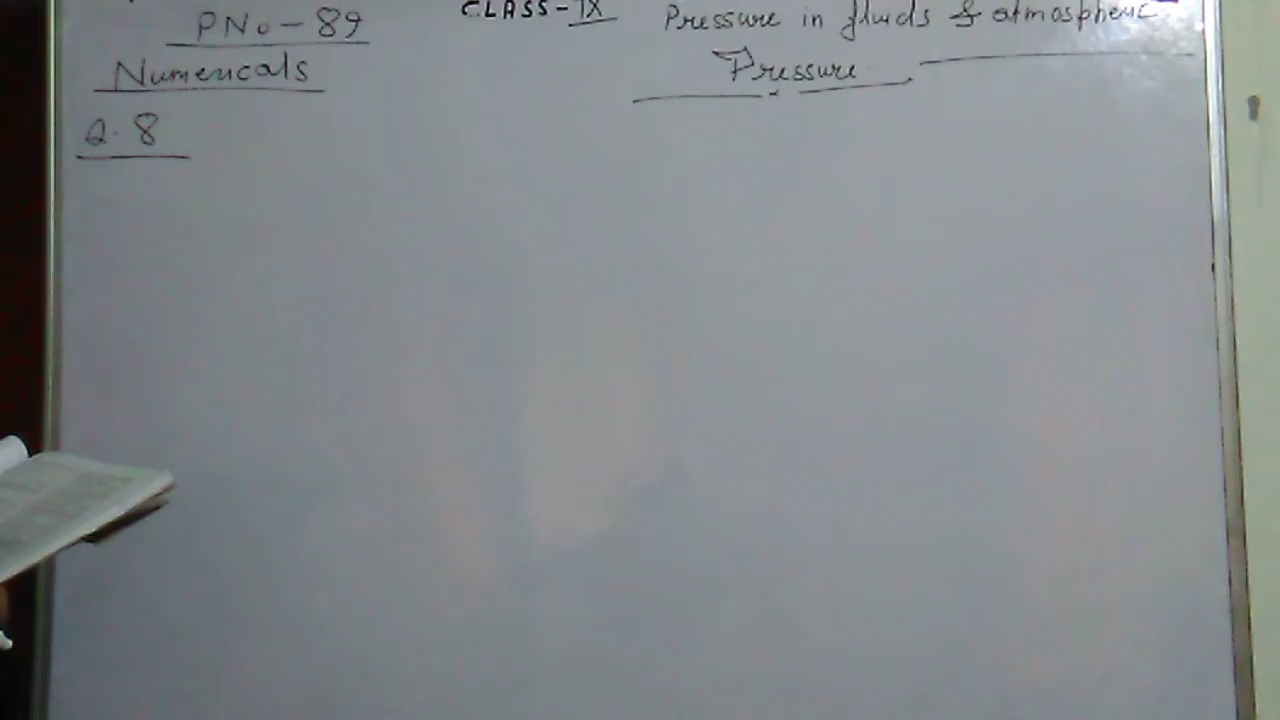 PNo - 89
CLASS - IX
Pressure in fluids & atmospheric
Pressure
Numericals
Q. 8